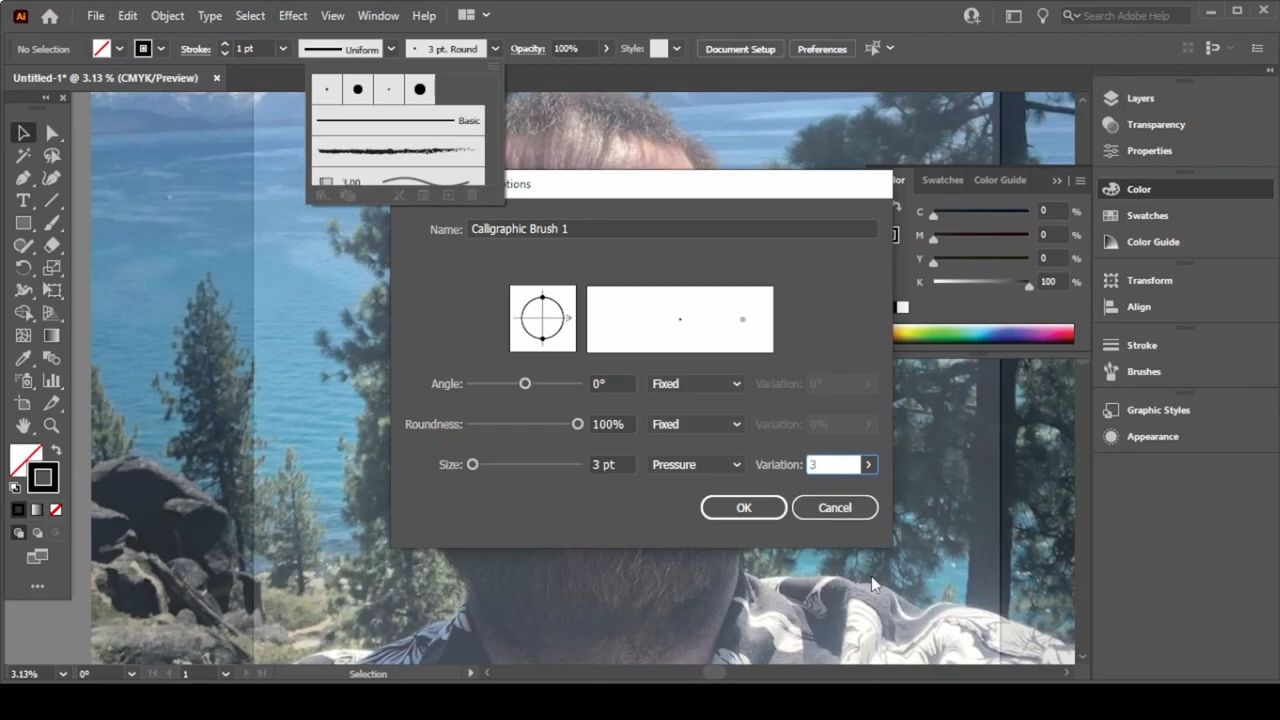 Ai File Edit Object Type Select Effect View Window Help Search Adobe Help
No Selection Stroke: 1 pt Uniform 3 pt. Round Opacity: 100% Style: Document Setup Preferences
Untitled-1* @ 3.13 % (CMYK/Preview)
Basic
3.00
Layers
Transparency
Properties
Color
Swatches
Color Guide
Transform
Align
Stroke
Brushes
Graphic Styles
Appearance
Swatches Color Guide
C 0 %
M 0 %
Y 0 %
K 100 %
Name: Calligraphic Brush 1
Angle: 0° Fixed Variation: 0°
Roundness: 100% Fixed Variation: 0%
Size: 3 pt Pressure Variation: 3
OK Cancel
3.13% 0° 1 Selection